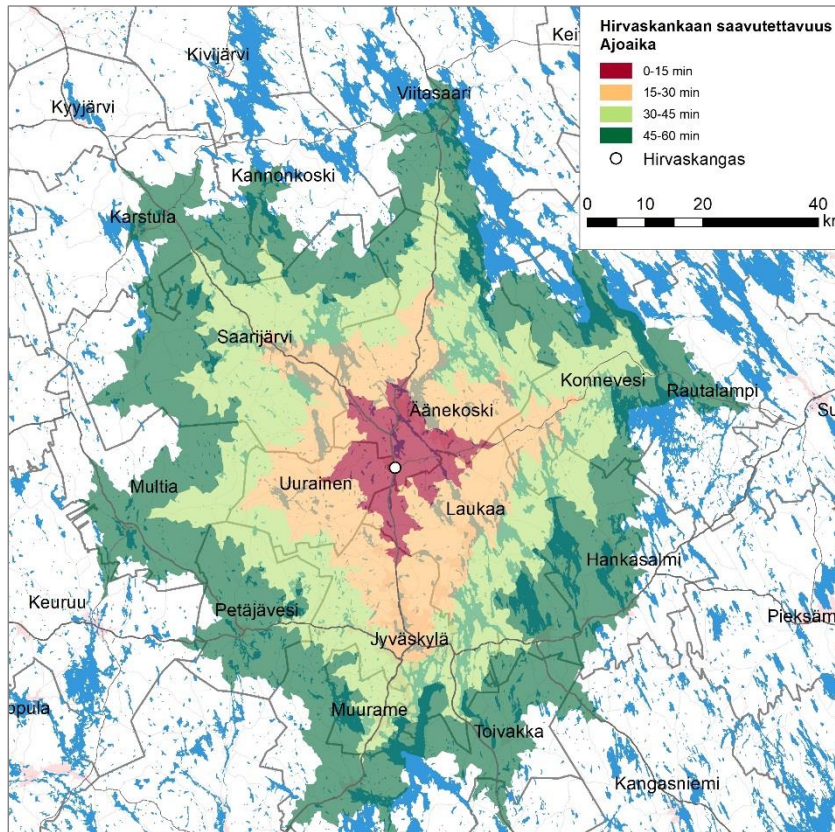 Hirvaskankaan saavutettavuus
Ajoaika
0-15 min
15-30 min
30-45 min
45-60 min
Hirvaskangas
0 10 20 40
km
Kivijärvi
Kyyjärvi
Viitasaari
Kannonkoski
Karstula
Saarijärvi
Konnevesi
Rautalampi
Äänekoski
Multia
Uurainen
Laukaa
Hankasalmi
Keuruu
Petäjävesi
Pieksäm
Jyväskylä
Muurame
Toivakka
Kangasniemi